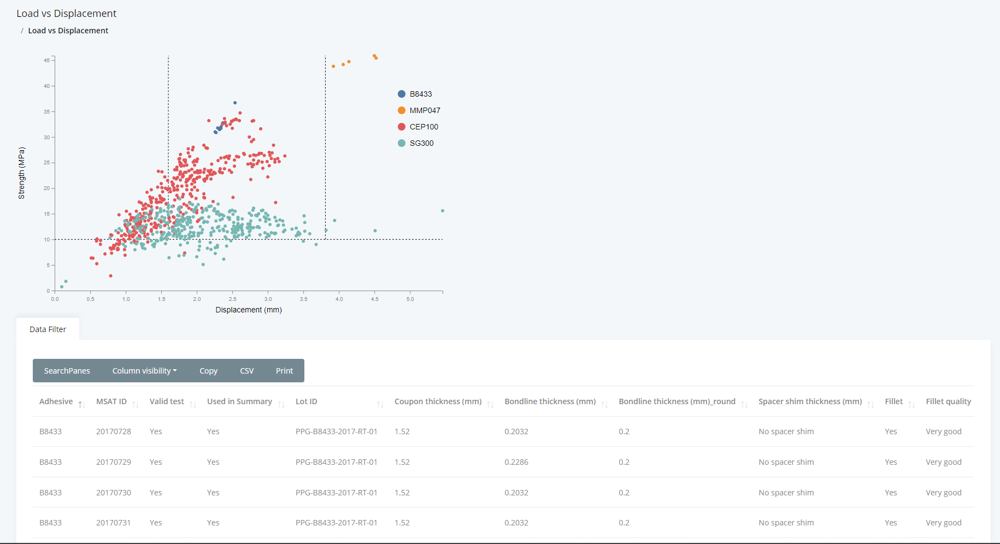 Load vs Displacement
/ Load vs Displacement
45
40
35
30
25
20
15
10
5
0
Strength (MPa)
0.0 0.5 1.0 1.5 2.0 2.5 3.0 3.5 4.0 4.5 5.0
Displacement (mm)
B8433
MMP047
CEP100
SG300
Data Filter
SearchPanes Column visibility Copy CSV Print
Adhesive MSAT ID Valid test Used in Summary Lot ID Coupon thickness (mm) Bondline thickness (mm) Bondline thickness (mm)_round Spacer shim thickness (mm) Fillet Fillet quality
B8433 20170728 Yes Yes PPG-B8433-2017-RT-01 1.52 0.2032 0.2 No spacer shim Yes Very good
B8433 20170729 Yes Yes PPG-B8433-2017-RT-01 1.52 0.2286 0.2 No spacer shim Yes Very good
B8433 20170730 Yes Yes PPG-B8433-2017-RT-01 1.52 0.2032 0.2 No spacer shim Yes Very good
B8433 20170731 Yes Yes PPG-B8433-2017-RT-01 1.52 0.2032 0.2 No spacer shim Yes Very good